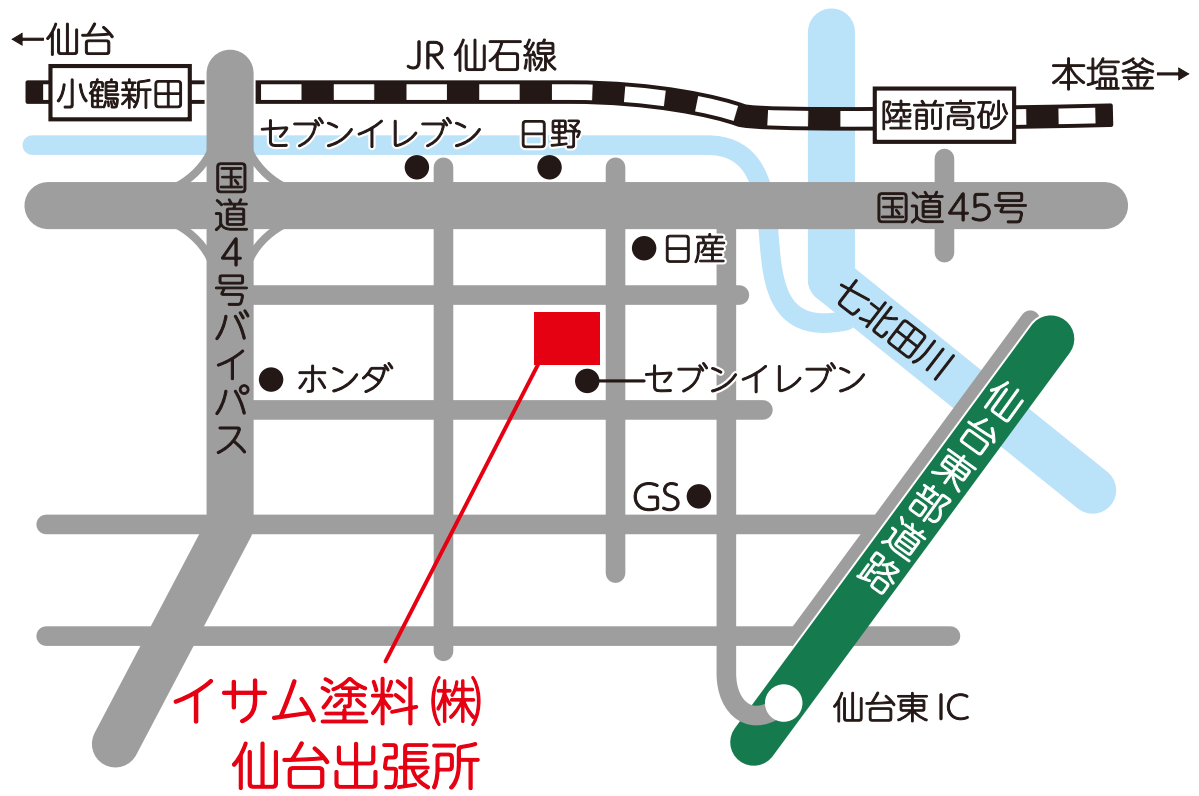 ←仙台
JR 仙石線
本塩釜→
小鶴新田
陸前高砂
セブンイレブン
日野
国道4号バイパス
国道45号
日産
七北田川
ホンダ
セブンイレブン
仙台東部道路
GS
イサム塗料㈱
仙台出張所
仙台東 IC